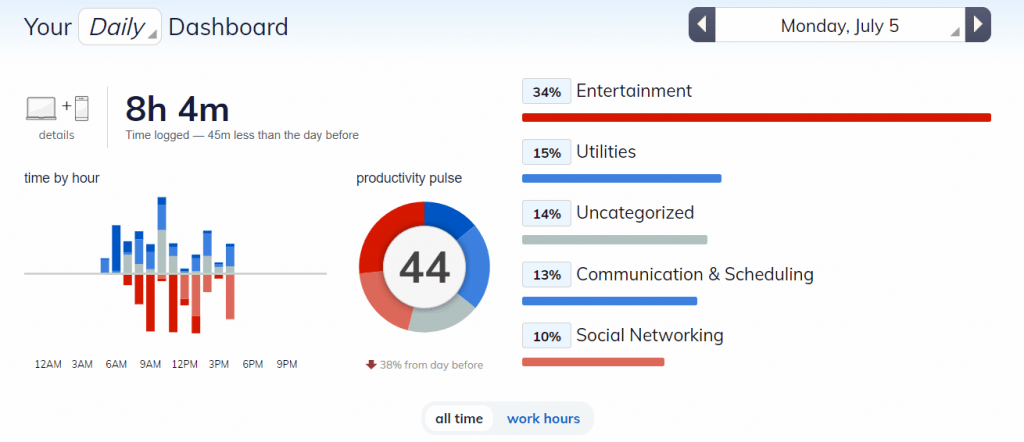 Your Daily Dashboard
Monday, July 5
details
8h 4m
Time logged — 45m less than the day before
time by hour
12AM 3AM 6AM 9AM 12PM 3PM 6PM 9PM
productivity pulse
44
38% from day before
34% Entertainment
15% Utilities
14% Uncategorized
13% Communication & Scheduling
10% Social Networking
all time work hours